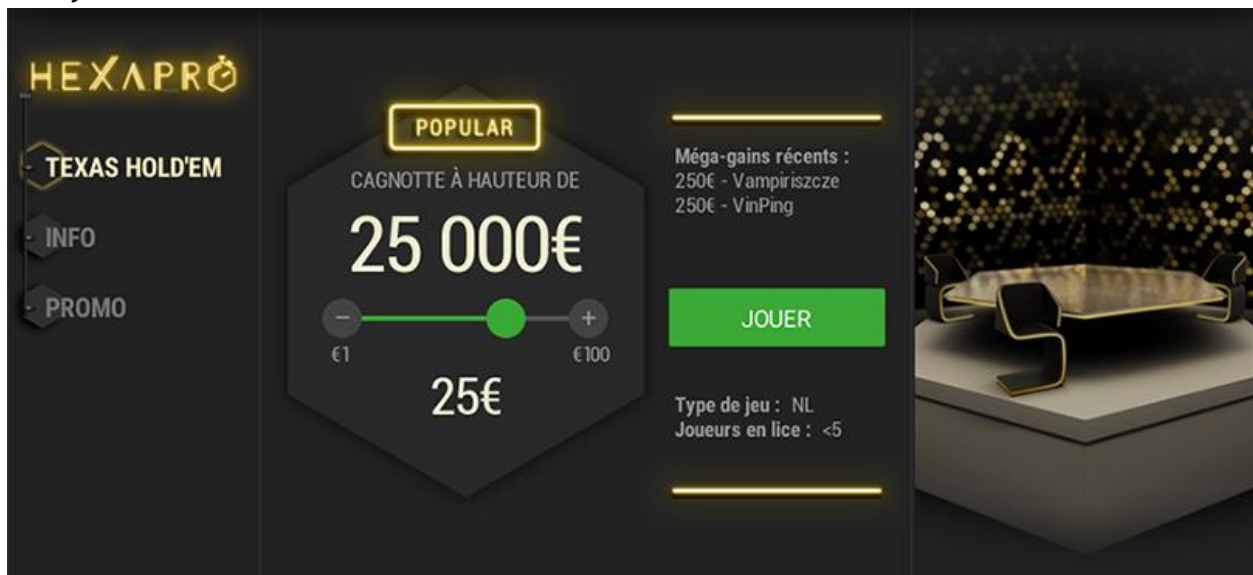 HEXAPRO
TEXAS HOLD'EM
INFO
PROMO
POPULAR
CAGNOTTE À HAUTEUR DE
25 000€
−
+
€1
€100
25€
Méga-gains récents :
250€ - Vampiriszcze
250€ - VinPing
JOUER
Type de jeu : NL
Joueurs en lice : <5